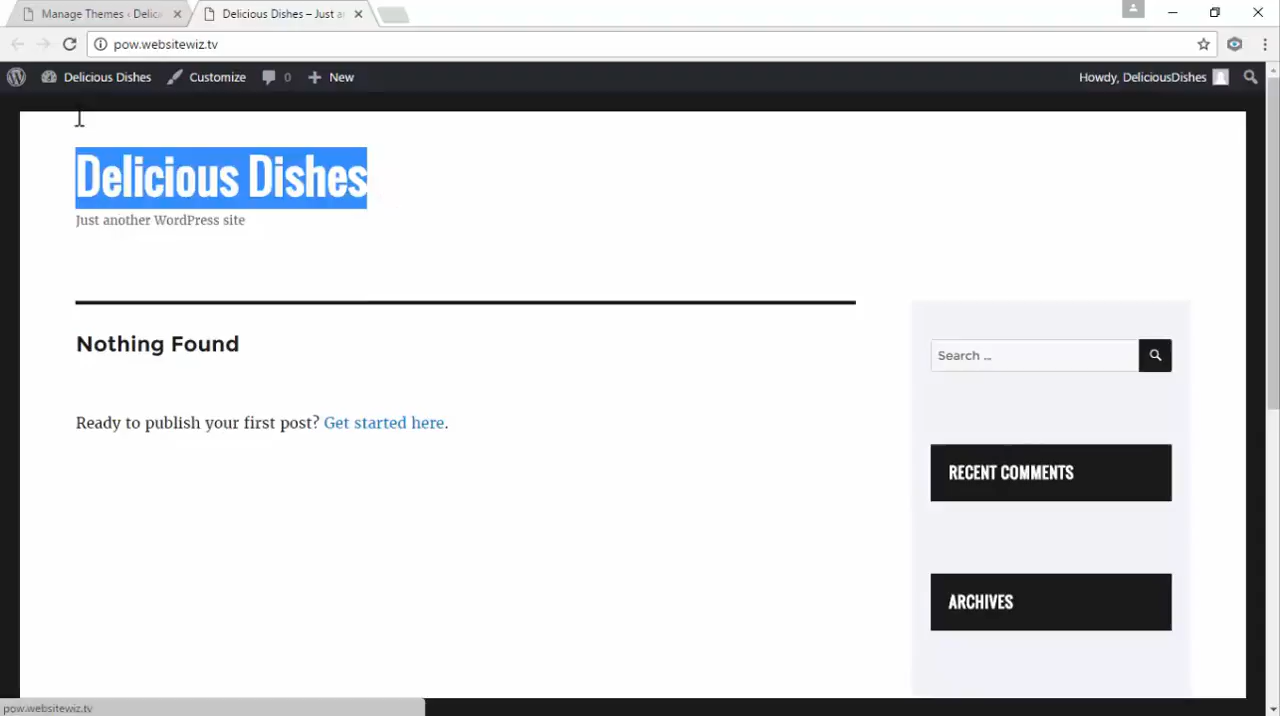 Manage Themes ‹ Delic
Delicious Dishes – Just a
pow.websitewiz.tv
Delicious Dishes
Customize
0
New
Howdy, DeliciousDishes
Delicious Dishes
Just another WordPress site
Nothing Found
Search …
Ready to publish your first post? Get started here.
RECENT COMMENTS
ARCHIVES
pow.websitewiz.tv